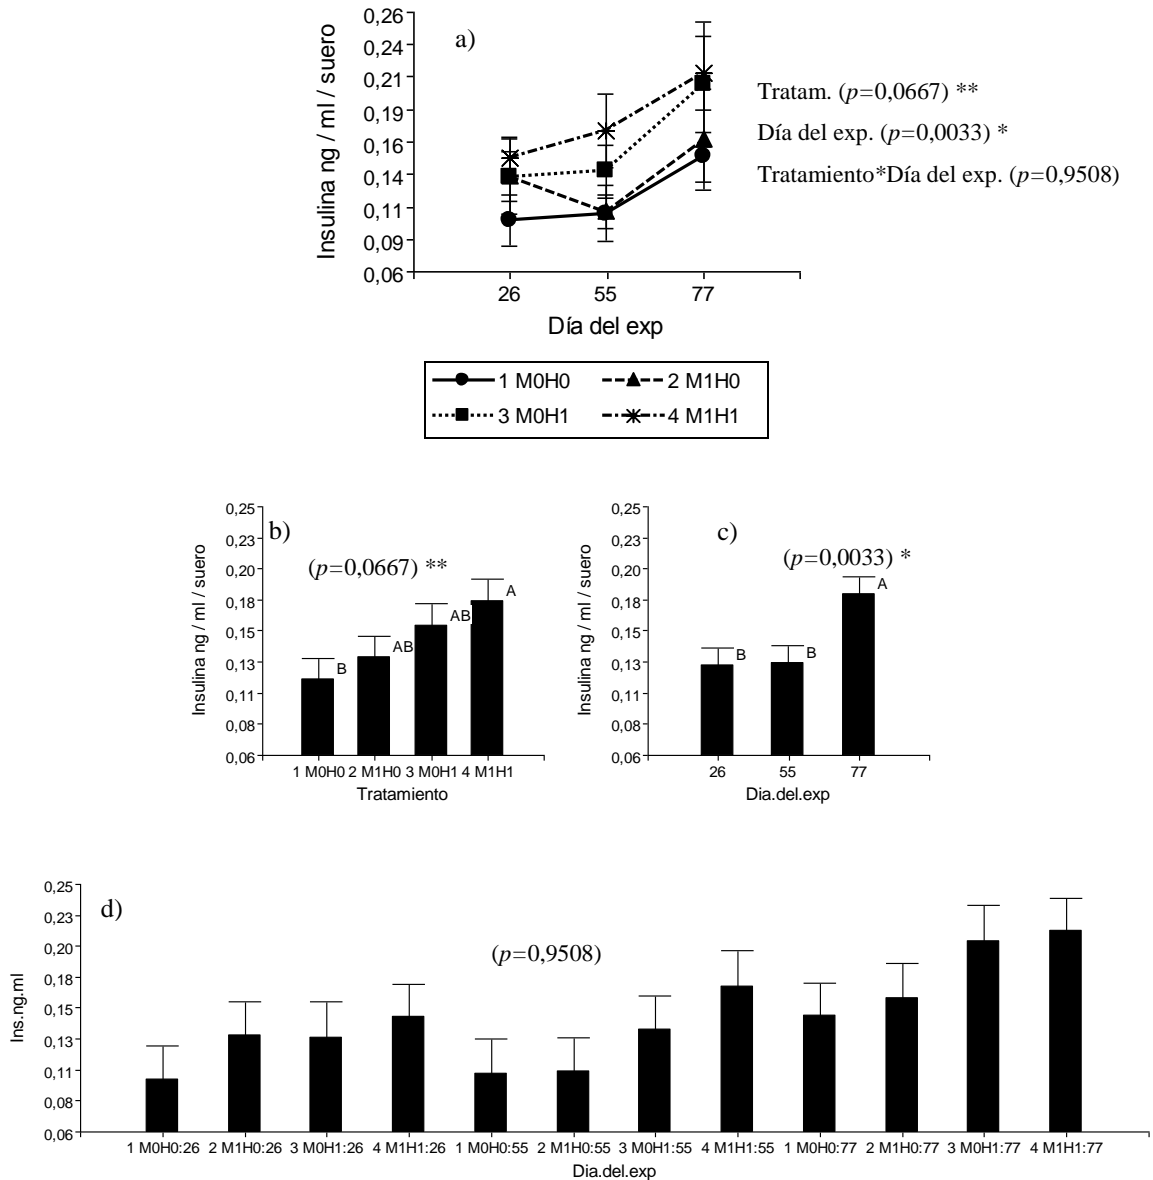 a)
Insulina ng / ml / suero
0,26
0,24
0,21
0,19
0,16
0,14
0,11
0,09
0,06
26 55 77
Día del exp
Tratam. (p=0,0667) **
Día del exp. (p=0,0033) *
Tratamiento*Día del exp. (p=0,9508)
1 M0H0 2 M1H0
3 M0H1 4 M1H1
b)
Insulina ng / ml / suero
0,25
0,23
0,20
0,18
0,15
0,13
0,11
0,08
0,06
(p=0,0667) **
B AB AB A
1 M0H0 2 M1H0 3 M0H1 4 M1H1
Tratamiento
c)
Insulina ng / ml / suero
0,25
0,23
0,20
0,18
0,15
0,13
0,11
0,08
0,06
(p=0,0033) *
B B A
26 55 77
Dia.del.exp
d)
Ins.ng.ml
0,25
0,23
0,20
0,18
0,15
0,13
0,11
0,08
0,06
(p=0,9508)
1 M0H0:26 2 M1H0:26 3 M0H1:26 4 M1H1:26 1 M0H0:55 2 M1H0:55 3 M0H1:55 4 M1H1:55 1 M0H0:77 2 M1H0:77 3 M0H1:77 4 M1H1:77
Dia.del.exp